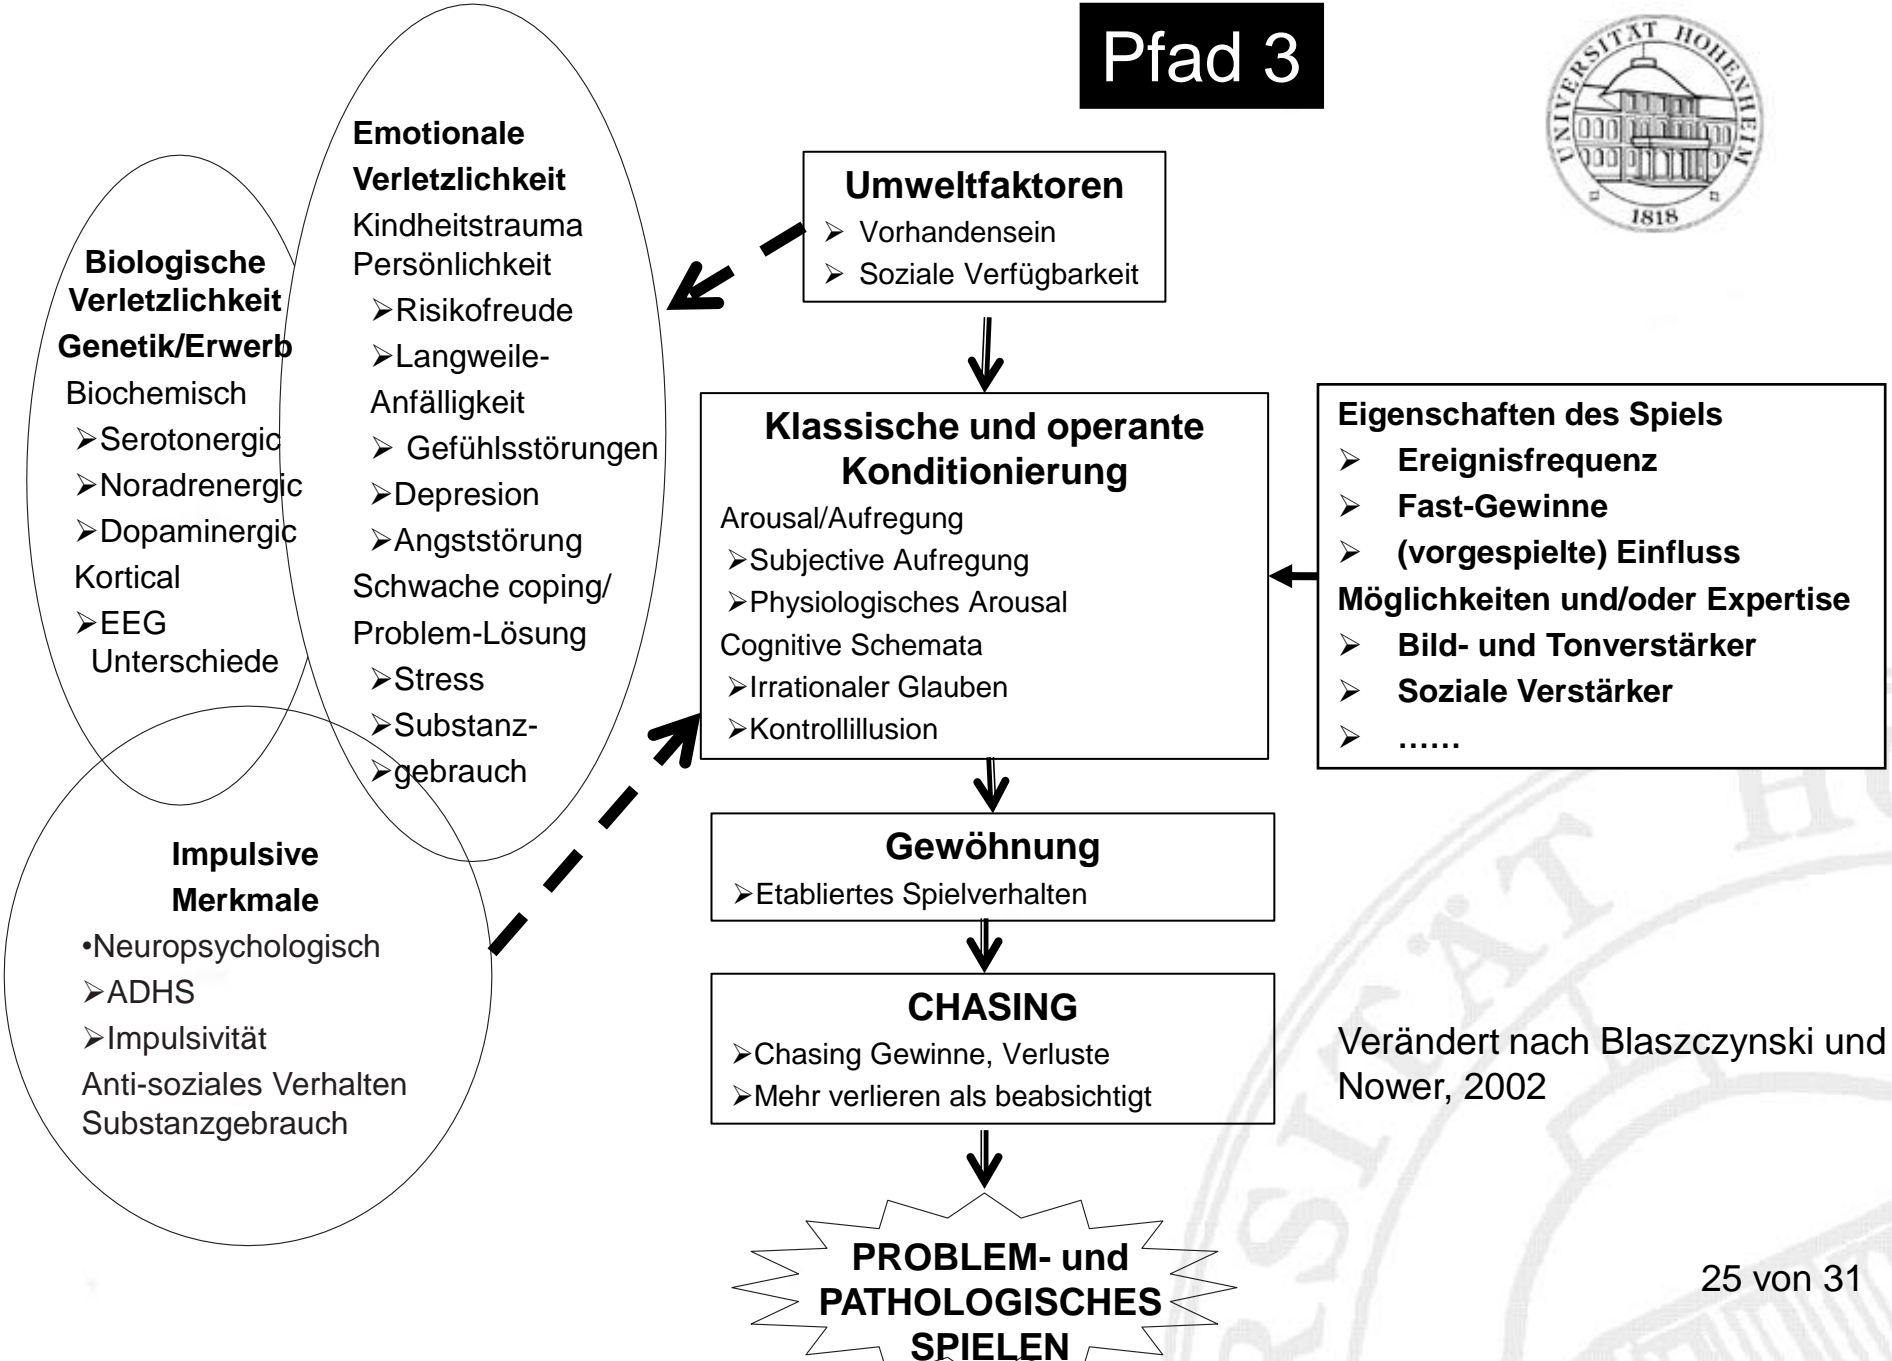 Pfad 3
UNIVERSITÄT HOHENHEIM
1818
Emotionale
Verletzlichkeit
Kindheitstrauma
Persönlichkeit
➢Risikofreude
➢Langweile-
Anfälligkeit
➢ Gefühlsstörungen
➢Depresion
➢Angststörung
Schwache coping/
Problem-Lösung
➢Stress
➢Substanz-
➢gebrauch
Biologische
Verletzlichkeit
Genetik/Erwerb
Biochemisch
➢Serotonergic
➢Noradrenergic
➢Dopaminergic
Kortical
➢EEG
Unterschiede
Impulsive
Merkmale
•Neuropsychologisch
➢ADHS
➢Impulsivität
Anti-soziales Verhalten
Substanzgebrauch
Umweltfaktoren
➢ Vorhandensein
➢ Soziale Verfügbarkeit
Klassische und operante
Konditionierung
Arousal/Aufregung
➢Subjective Aufregung
➢Physiologisches Arousal
Cognitive Schemata
➢Irrationaler Glauben
➢Kontrollillusion
Eigenschaften des Spiels
➢ Ereignisfrequenz
➢ Fast-Gewinne
➢ (vorgespielte) Einfluss
Möglichkeiten und/oder Expertise
➢ Bild- und Tonverstärker
➢ Soziale Verstärker
➢ ......
Gewöhnung
➢Etabliertes Spielverhalten
CHASING
➢Chasing Gewinne, Verluste
➢Mehr verlieren als beabsichtigt
PROBLEM- und
PATHOLOGISCHES
SPIELEN
Verändert nach Blaszczynski und
Nower, 2002
25 von 31